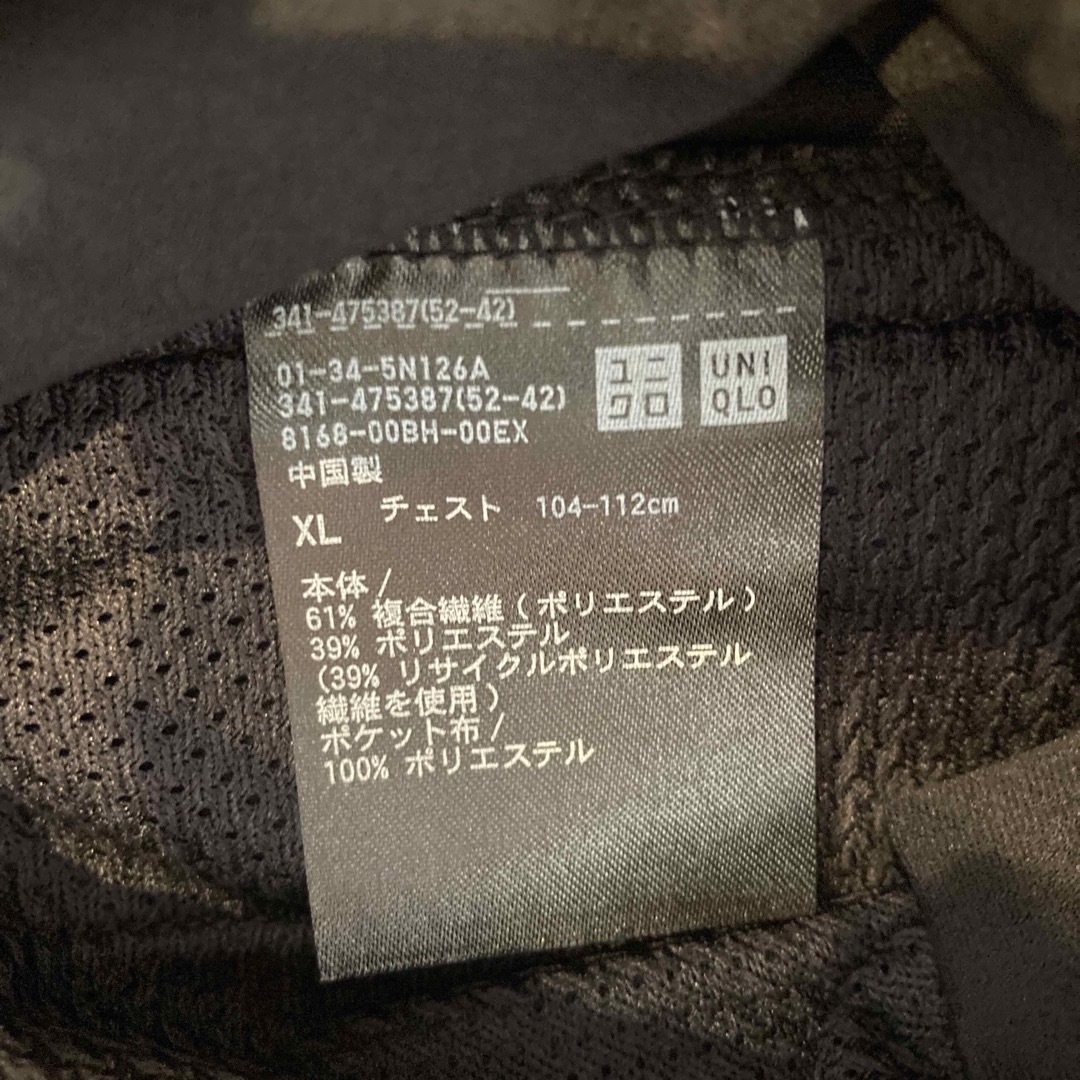 341-475387(52-42)
01-34-5N126A
341-475387(52-42)
8168-00BH-00EX
ユニ
クロ
UNI
QLO
中国製
XL チェスト 104-112cm
本体/
61% 複合繊維(ポリエステル)
39% ポリエステル
(39% リサイクルポリエステル
繊維を使用)
ポケット布/
100% ポリエステル